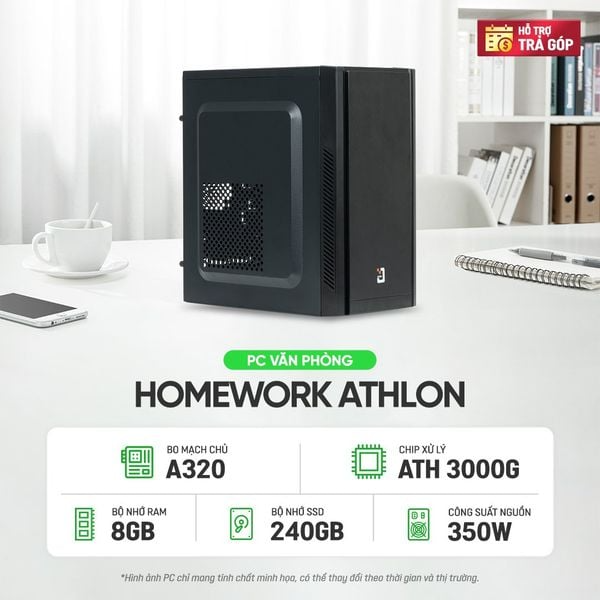 HỖ TRỢ
TRẢ GÓP
PC VĂN PHÒNG
HOMEWORK ATHLON
BO MẠCH CHỦ
A320
CHIP XỬ LÝ
ATH 3000G
BỘ NHỚ RAM
8GB
BỘ NHỚ SSD
240GB
CÔNG SUẤT NGUỒN
350W
*Hình ảnh PC chỉ mang tính chất minh họa, có thể thay đổi theo thời gian và thị trường.